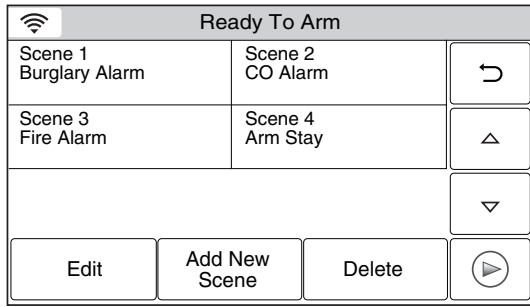 Ready To Arm
Scene 1
Burglary Alarm
Scene 2
CO Alarm
Scene 3
Fire Alarm
Scene 4
Arm Stay
Edit
Add New
Scene
Delete